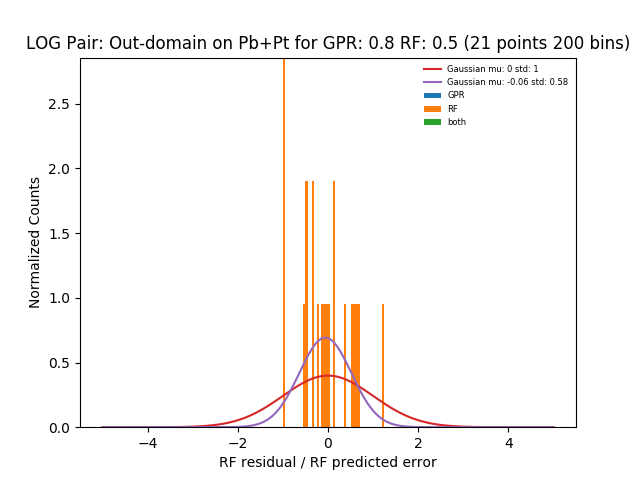 LOG Pair: Out-domain on Pb+Pt for GPR: 0.8 RF: 0.5 (21 points 200 bins)
Gaussian mu: 0 std: 1
Gaussian mu: -0.06 std: 0.58
GPR
RF
both
Normalized Counts
2.5
2.0
1.5
1.0
0.5
0.0
−4 −2 0 2 4
RF residual / RF predicted error